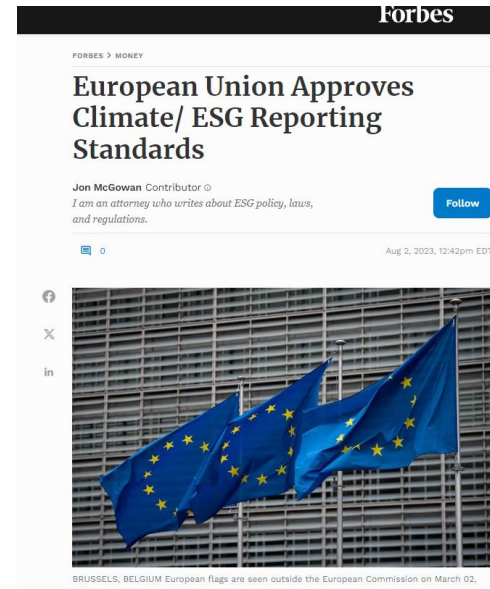 Forbes
FORBES > MONEY
European Union Approves
Climate/ ESG Reporting
Standards
Jon McGowan Contributor
I am an attorney who writes about ESG policy, laws,
and regulations.
Follow
0
Aug 2, 2023, 12:42pm EDT
BRUSSELS, BELGIUM European flags are seen outside the European Commission on March 02,